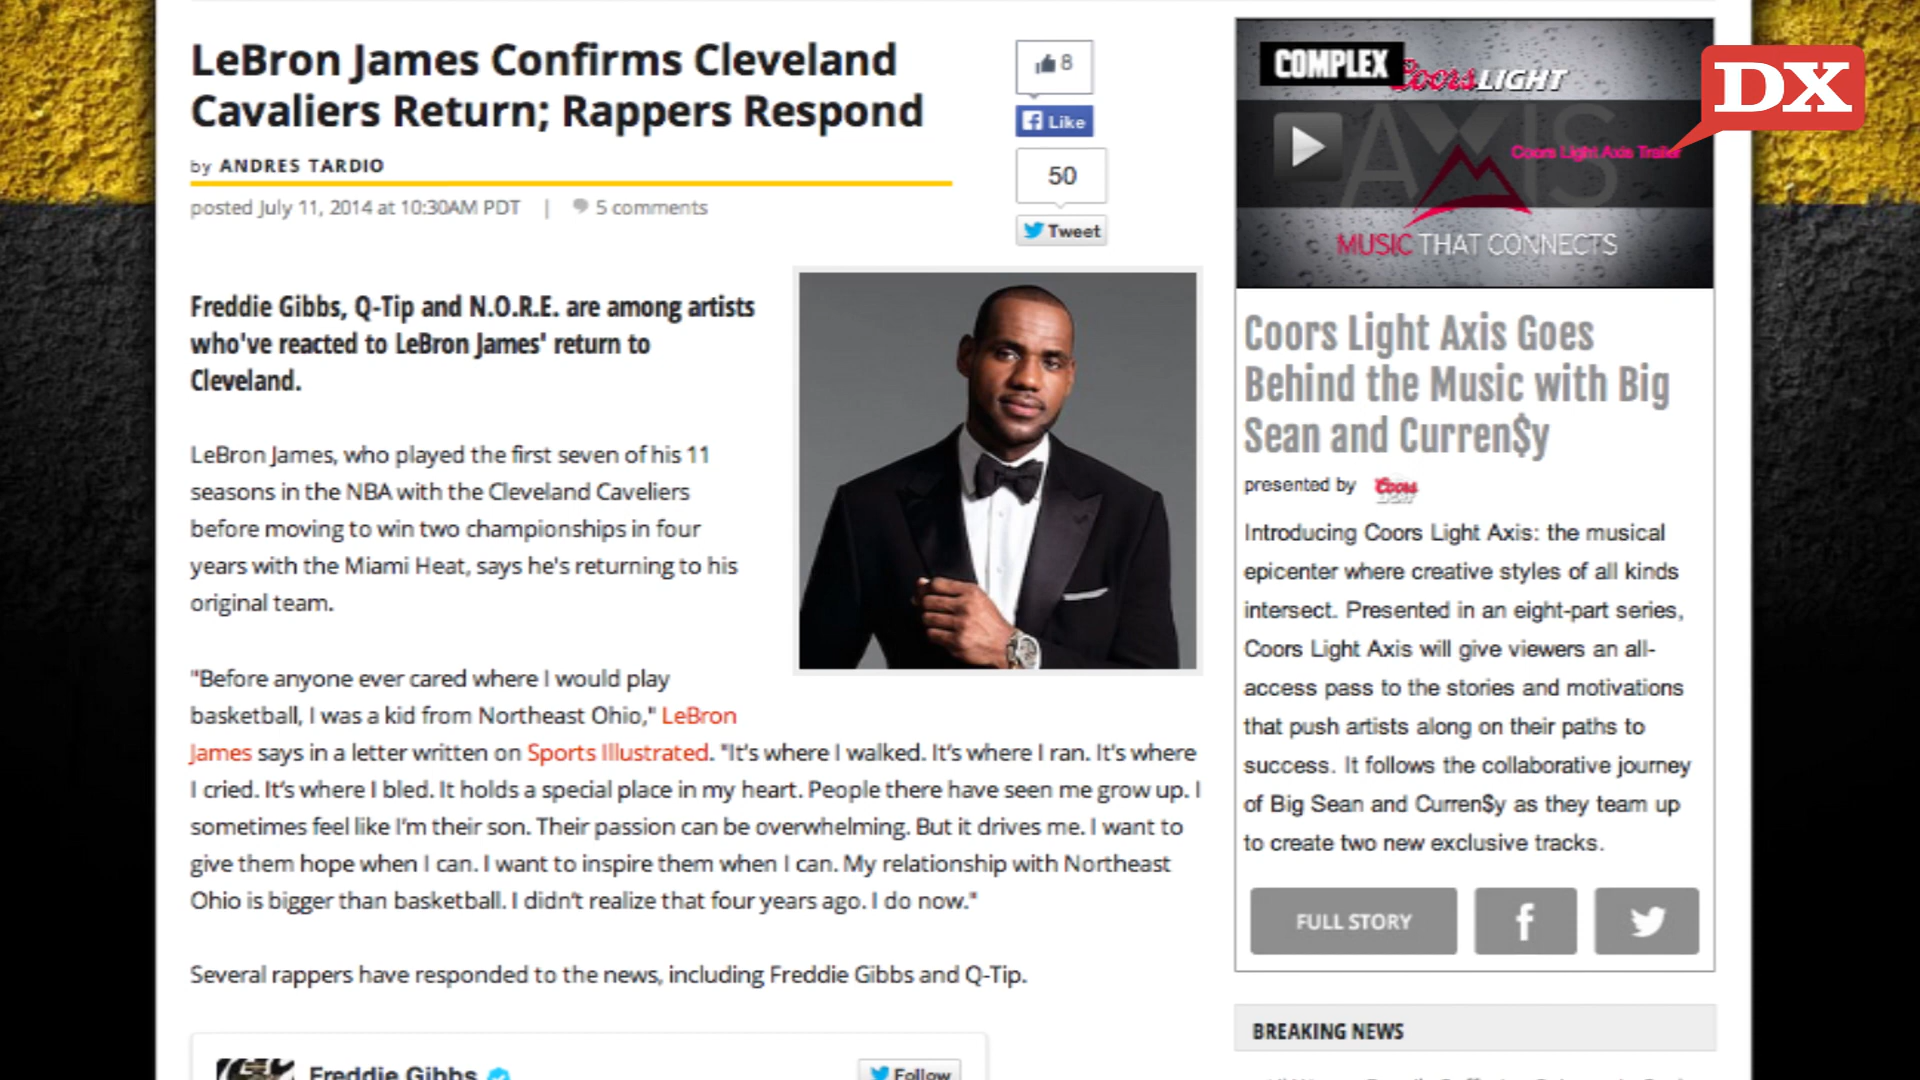 LeBron James Confirms Cleveland
Cavaliers Return; Rappers Respond
by ANDRES TARDIO
posted July 11, 2014 at 10:30AM PDT | 5 comments
8
Like
50
Tweet
Freddie Gibbs, Q-Tip and N.O.R.E. are among artists
who've reacted to LeBron James' return to
Cleveland.
LeBron James, who played the first seven of his 11
seasons in the NBA with the Cleveland Caveliers
before moving to win two championships in four
years with the Miami Heat, says he's returning to his
original team.
"Before anyone ever cared where I would play
basketball, I was a kid from Northeast Ohio," LeBron
James says in a letter written on Sports Illustrated. "It's where I walked. It's where I ran. It's where
I cried. It's where I bled. It holds a special place in my heart. People there have seen me grow up. I
sometimes feel like I'm their son. Their passion can be overwhelming. But it drives me. I want to
give them hope when I can. I want to inspire them when I can. My relationship with Northeast
Ohio is bigger than basketball. I didn't realize that four years ago. I do now."
Several rappers have responded to the news, including Freddie Gibbs and Q-Tip.
Freddie Gibbs
Follow
COMPLEX
Coors LIGHT
DX
AXIS
Coors Light Axis Trailer
MUSIC THAT CONNECTS
Coors Light Axis Goes
Behind the Music with Big
Sean and Curren$y
presented by Coors LIGHT
Introducing Coors Light Axis: the musical
epicenter where creative styles of all kinds
intersect. Presented in an eight-part series,
Coors Light Axis will give viewers an all-
access pass to the stories and motivations
that push artists along on their paths to
success. It follows the collaborative journey
of Big Sean and Curren$y as they team up
to create two new exclusive tracks.
FULL STORY
BREAKING NEWS